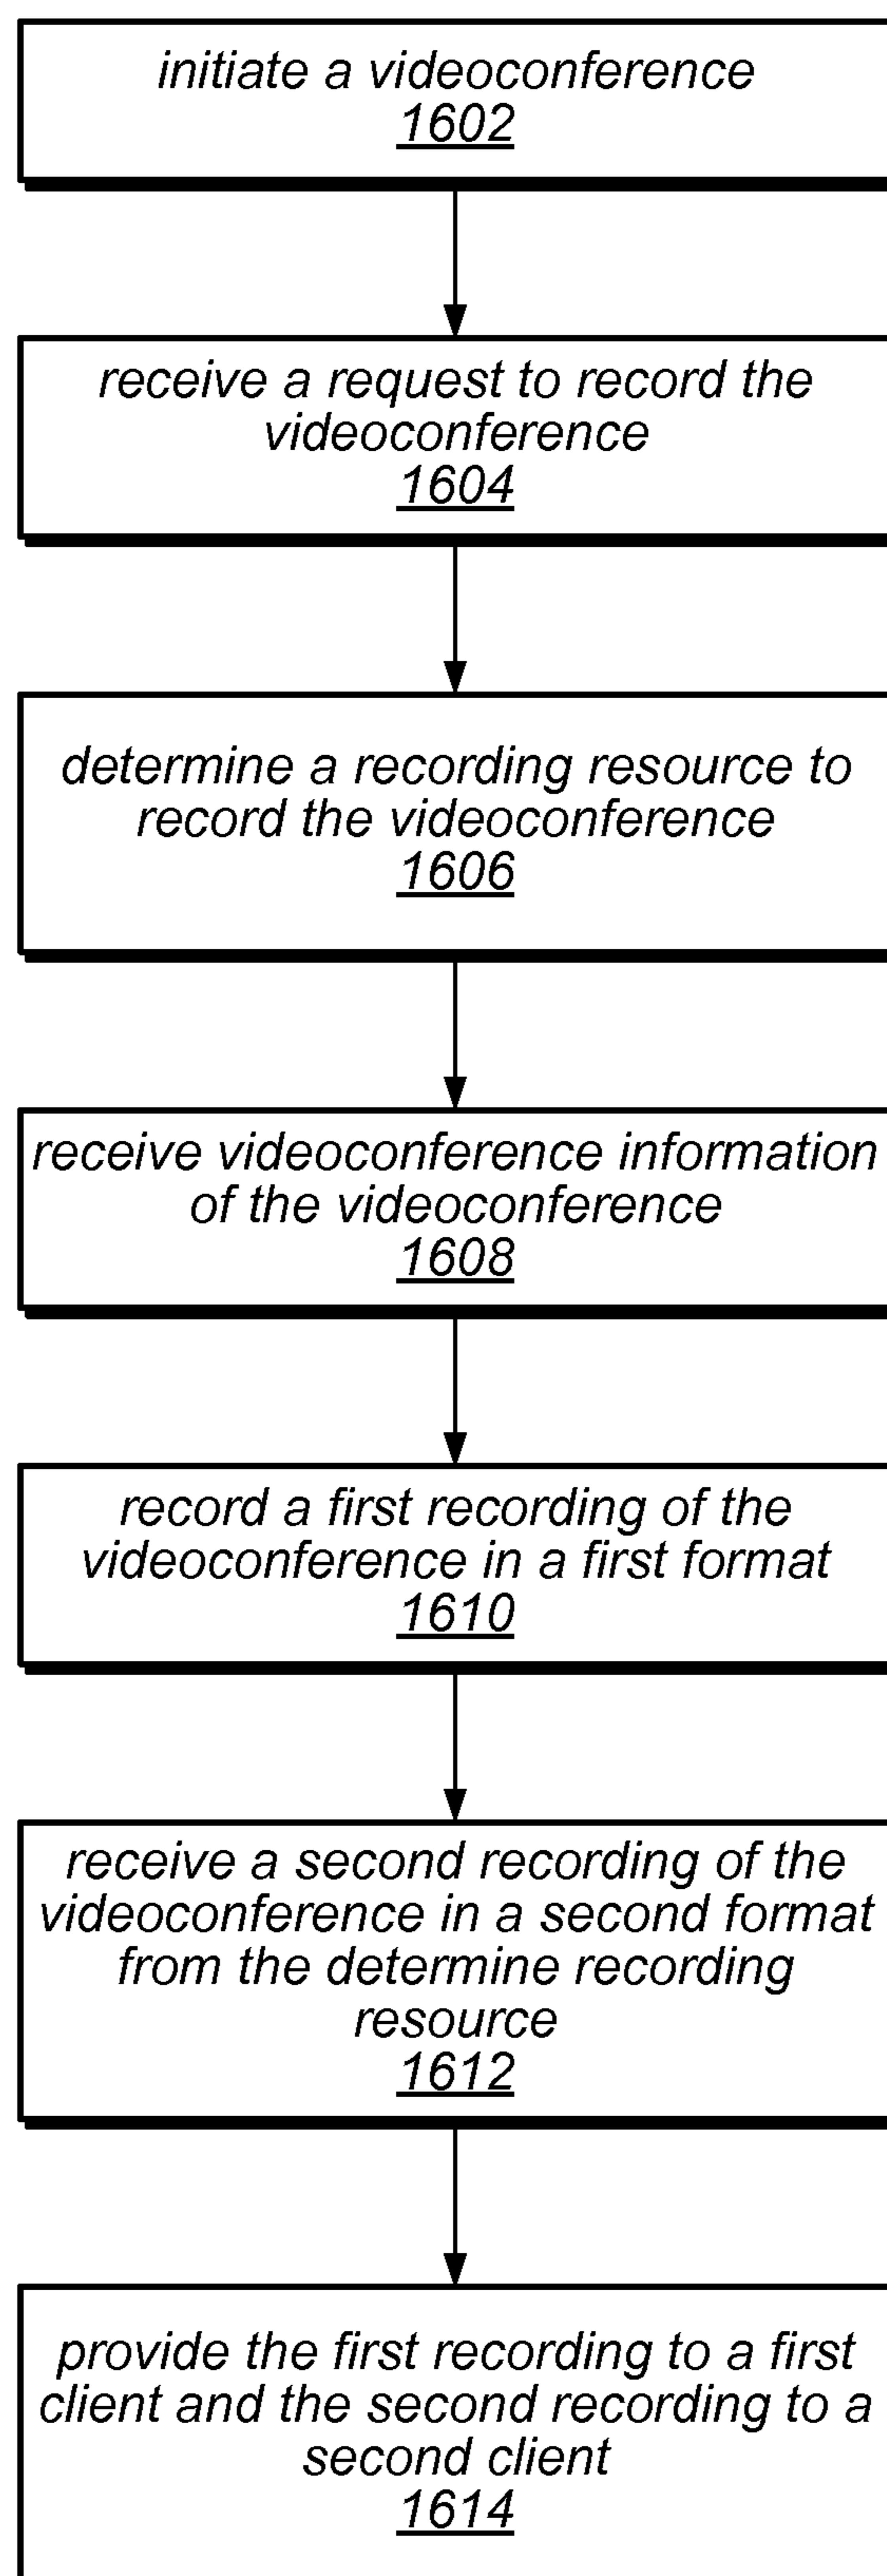 initiate a videoconference
1602
receive a request to record the
videoconference
1604
determine a recording resource to
record the videoconference
1606
receive videoconference information
of the videoconference
1608
record a first recording of the
videoconference in a first format
1610
receive a second recording of the
videoconference in a second format
from the determine recording
resource
1612
provide the first recording to a first
client and the second recording to a
second client
1614